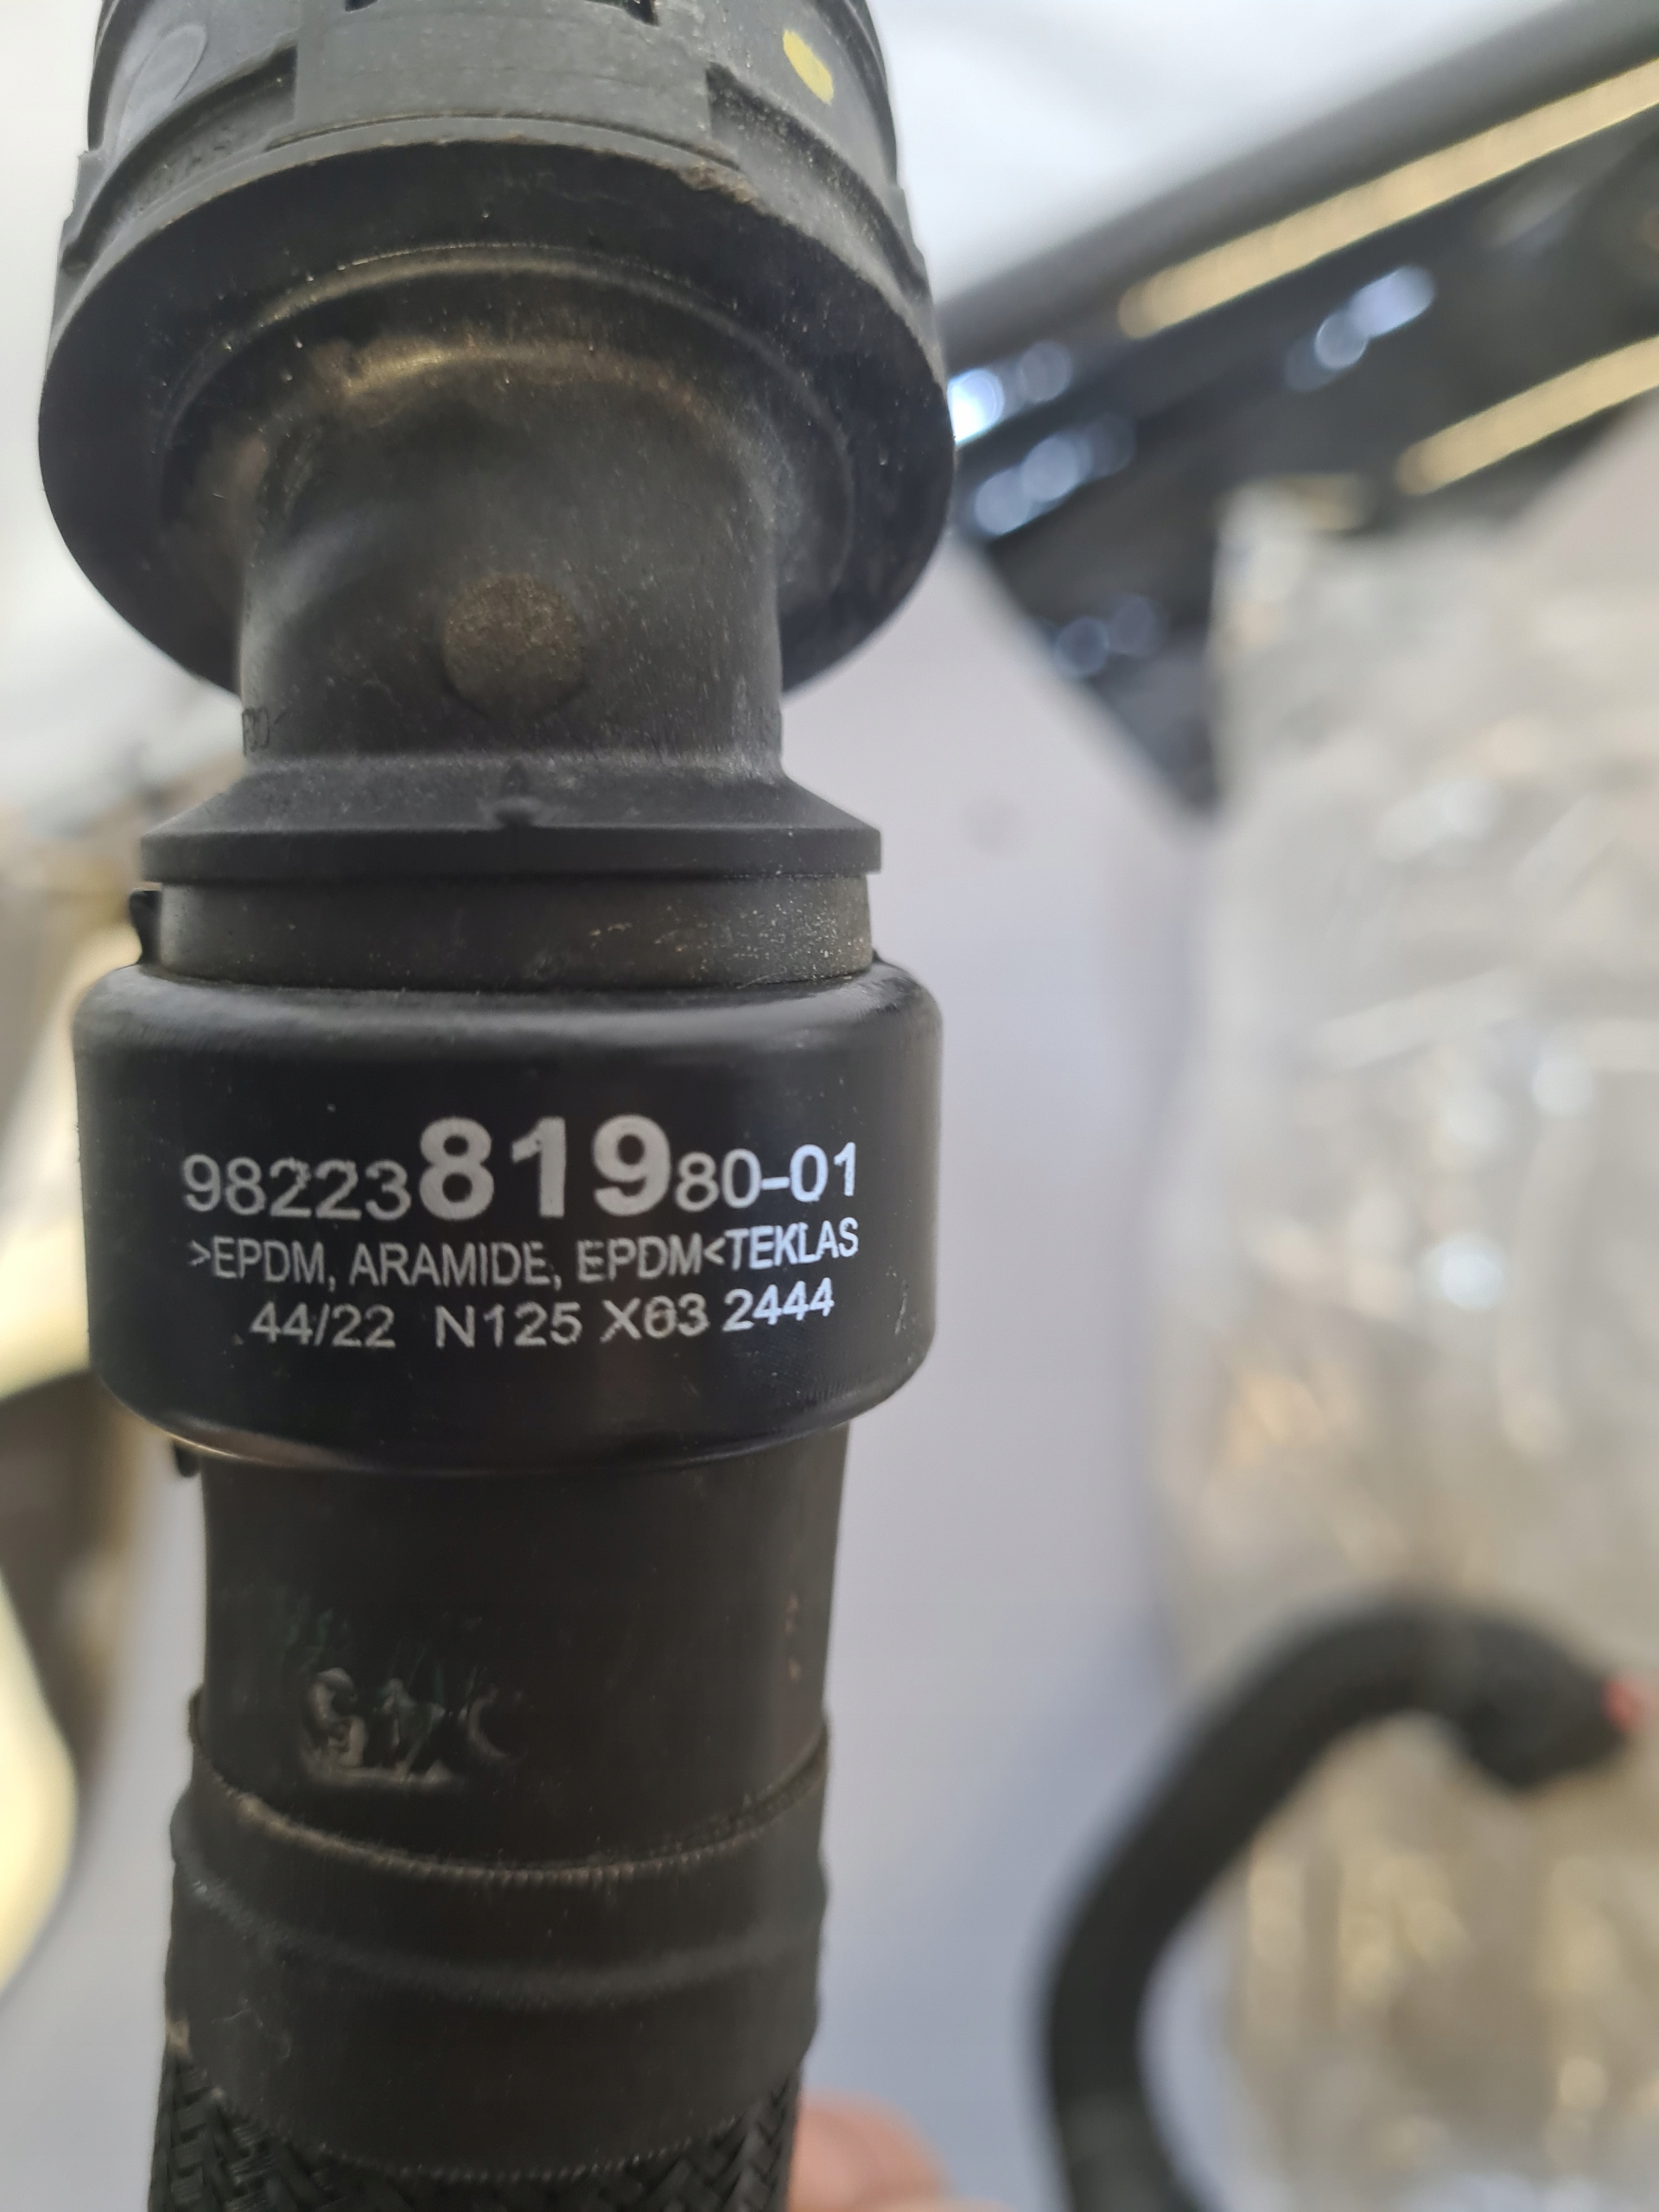 9822381980-01
>EPDM, ARAMIDE, EPDM<TEKLAS
44/22 N125 X63 2444